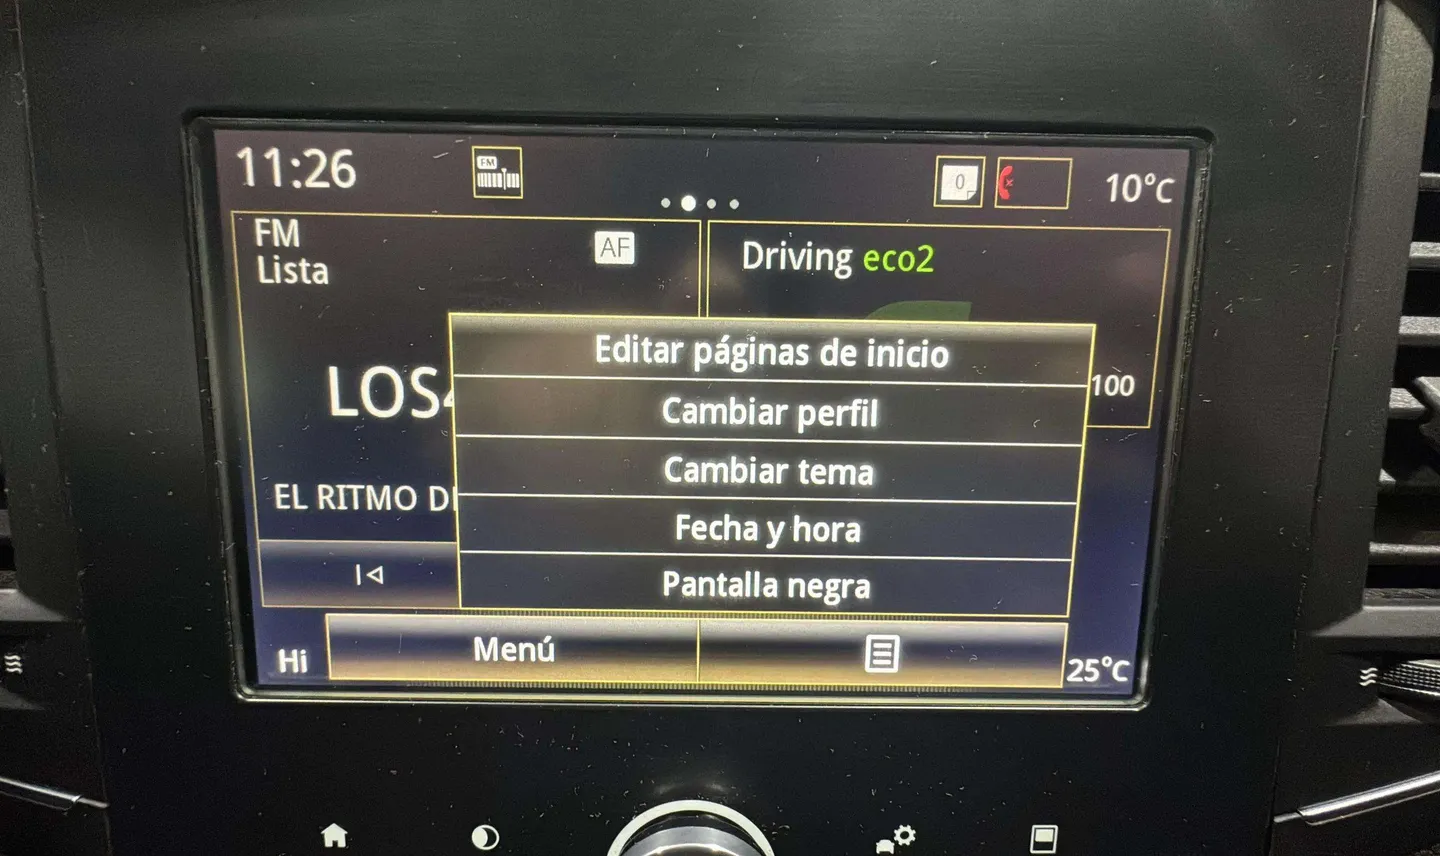 11:26
FM
0
10°C
FM
Lista
AF
Driving eco2
LOS
100
EL RITMO
Editar páginas de inicio
Cambiar perfil
Cambiar tema
Fecha y hora
Pantalla negra
Hi
Menú
25°C